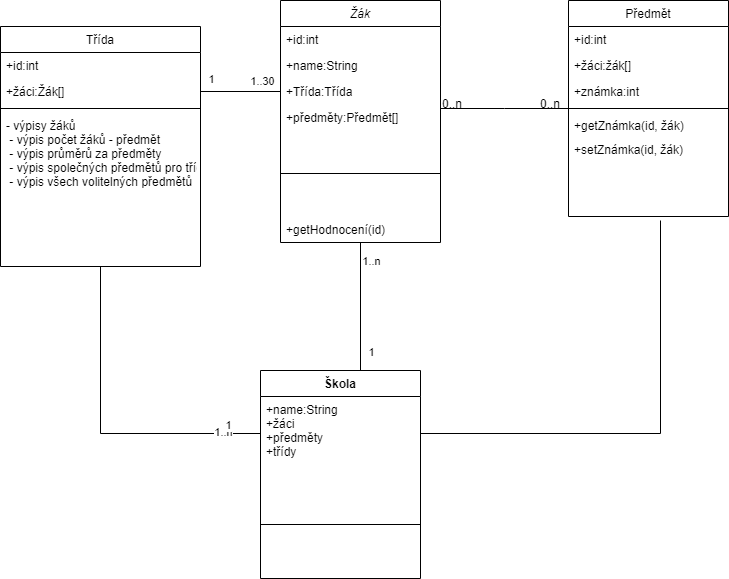 Třída
+id:int
+žáci:Žák[]
- výpisy žáků
- výpis počet žáků - předmět
- výpis průměrů za předměty
- výpis společných předmětů pro tří
- výpis všech volitelných předmětů
1
1..30
Žák
+id:int
+name:String
+Třída:Třída
+předměty:Předmět[]
+getHodnocení(id)
0..n
0..n
Předmět
+id:int
+žáci:žák[]
+známka:int
+getZnámka(id, žák)
+setZnámka(id, žák)
1..n
1
1
1..n
Škola
+name:String
+žáci
+předměty
+třídy